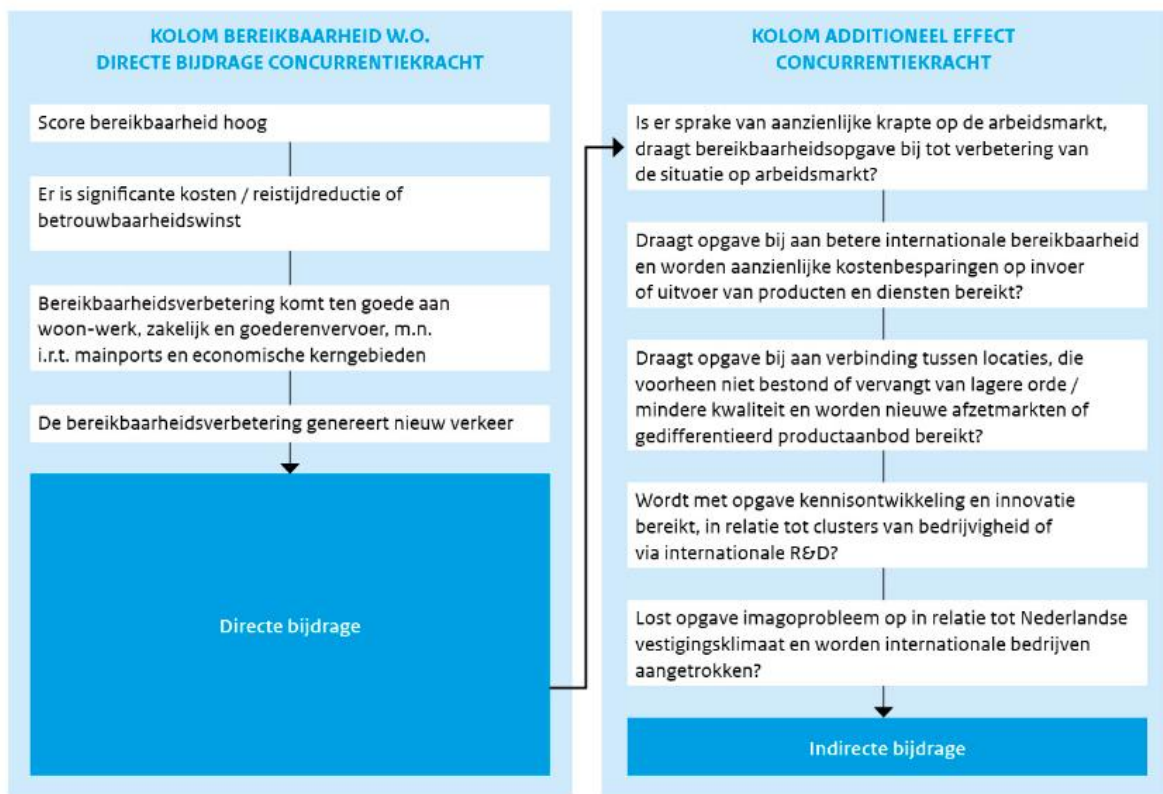 KOLOM BEREIKBAARHEID W.O.
DIRECTE BIJDRAGE CONCURRENTIEKRACHT
Score bereikbaarheid hoog
Er is significante kosten / reistijdreductie of
betrouwbaarheidswinst
Bereikbaarheidsverbetering komt ten goede aan
woon-werk, zakelijk en goederenvervoer, m.n.
i.r.t. mainports en economische kerngebieden
De bereikbaarheidsverbetering genereert nieuw verkeer
Directe bijdrage
KOLOM ADDITIONEEL EFFECT
CONCURRENTIEKRACHT
Is er sprake van aanzienlijke krapte op de arbeidsmarkt,
draagt bereikbaarheidsopgave bij tot verbetering van
de situatie op arbeidsmarkt?
Draagt opgave bij aan betere internationale bereikbaarheid
en worden aanzienlijke kostenbesparingen op invoer
of uitvoer van producten en diensten bereikt?
Draagt opgave bij aan verbinding tussen locaties, die
voorheen niet bestond of vervangt van lagere orde /
mindere kwaliteit en worden nieuwe afzetmarkten of
gedifferentieerd productaanbod bereikt?
Wordt met opgave kennisontwikkeling en innovatie
bereikt, in relatie tot clusters van bedrijvigheid of
via internationale R&D?
Lost opgave imagoprobleem op in relatie tot Nederlandse
vestigingsklimaat en worden internationale bedrijven
aangetrokken?
Indirecte bijdrage